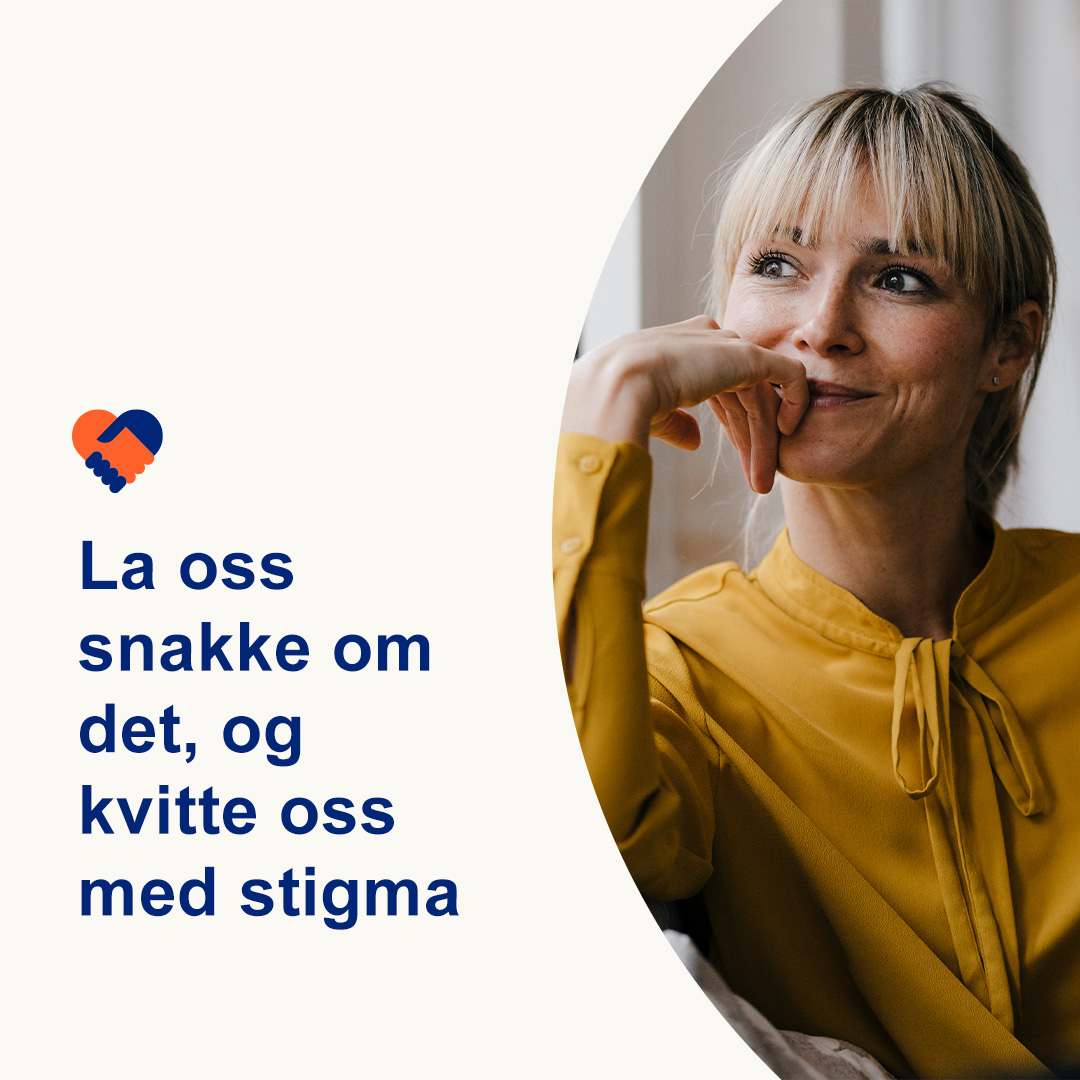 La oss
snakke om
det, og
kvitte oss
med stigma